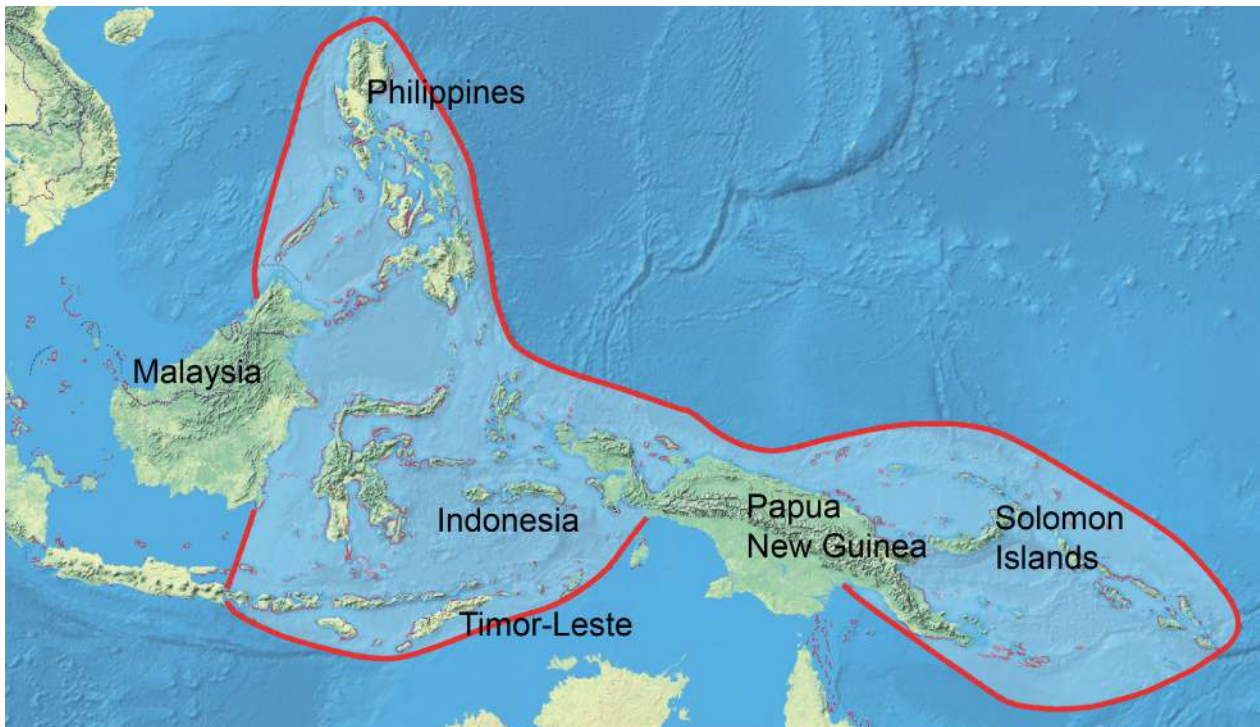 Philippines
Malaysia
Indonesia
Papua
New Guinea
Solomon
Islands
Timor-Leste